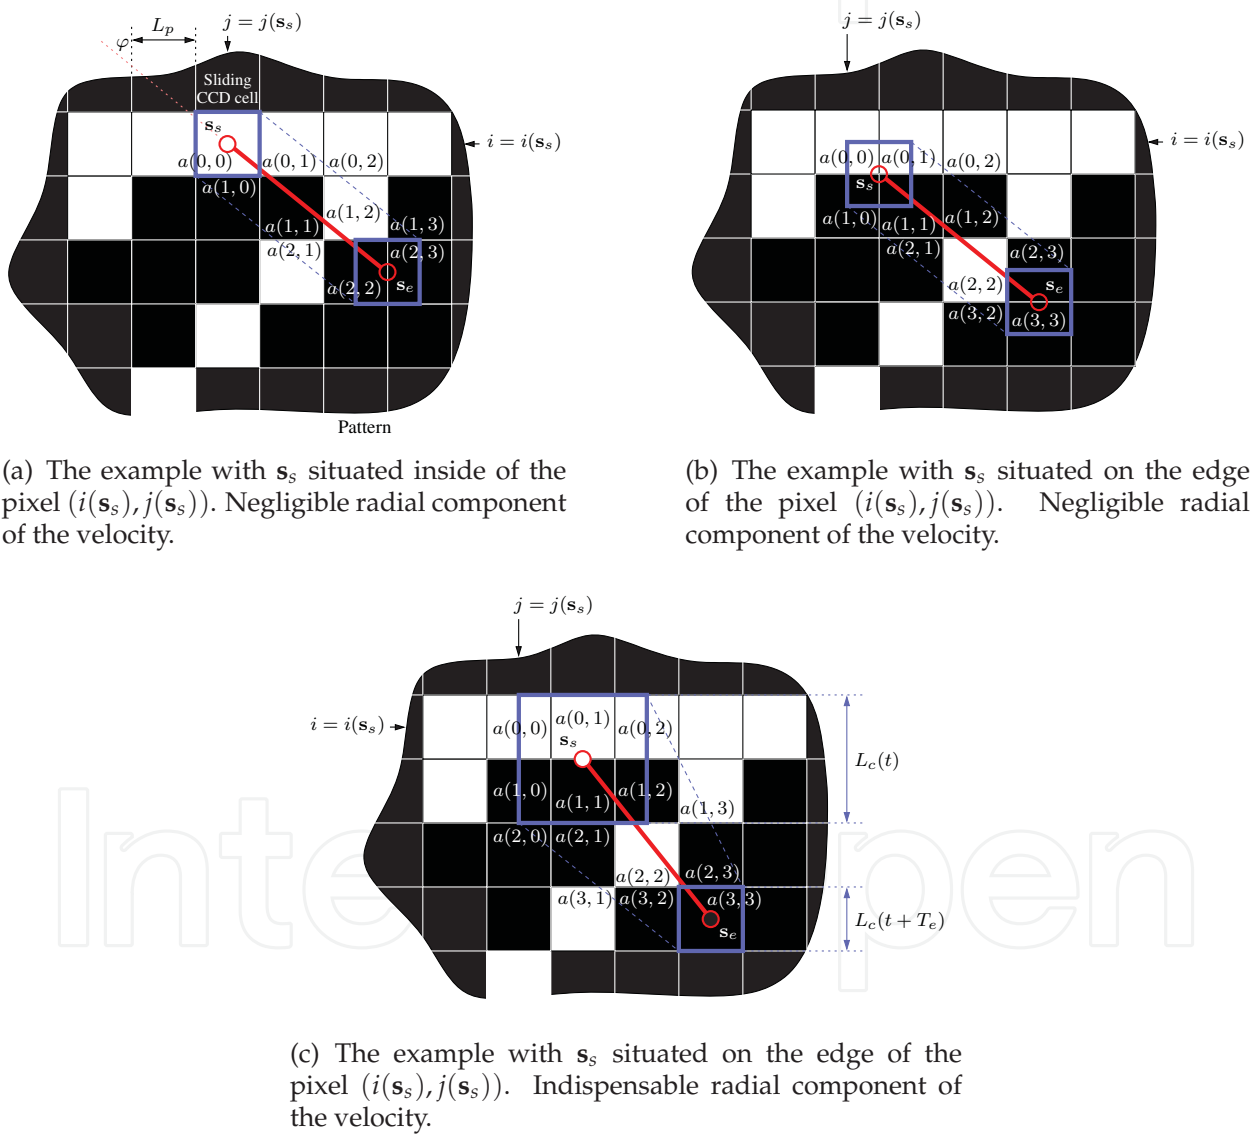 φ
L_p
j = j(s_s)
Sliding
CCD cell
s_s
i = i(s_s)
a(0, 0)
a(0, 1)
a(0, 2)
a(1, 0)
a(1, 1)
a(1, 2)
a(1, 3)
a(2, 1)
a(2, 3)
a(2, 2)
s_e
Pattern
(a) The example with s_s situated inside of the
pixel (i(s_s), j(s_s)). Negligible radial component
of the velocity.
j = j(s_s)
i = i(s_s)
a(0, 0)
a(0, 1)
a(0, 2)
s_s
a(1, 0)
a(1, 1)
a(1, 2)
a(2, 1)
a(2, 3)
a(2, 2)
s_e
a(3, 2)
a(3, 3)
(b) The example with s_s situated on the edge
of the pixel (i(s_s), j(s_s)). Negligible radial
component of the velocity.
j = j(s_s)
i = i(s_s)
a(0, 0)
a(0, 1)
a(0, 2)
s_s
L_c(t)
a(1, 0)
a(1, 1)
a(1, 2)
a(1, 3)
a(2, 0)
a(2, 1)
a(2, 2)
a(2, 3)
a(3, 1)
a(3, 2)
a(3, 3)
s_e
L_c(t + T_e)
(c) The example with s_s situated on the edge of the
pixel (i(s_s), j(s_s)). Indispensable radial component of
the velocity.